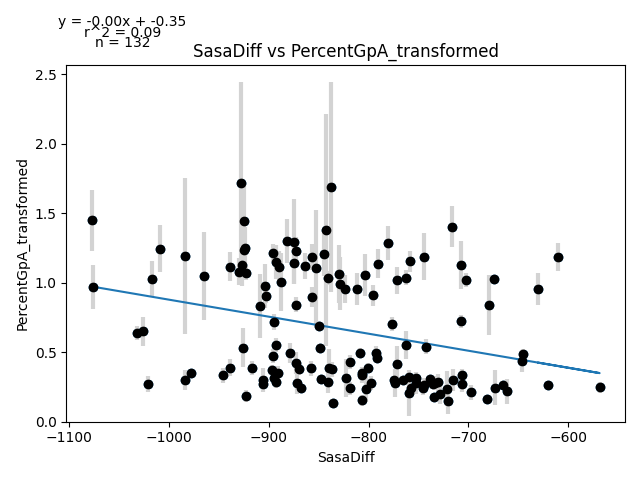 y = -0.00x + -0.35
r^2 = 0.09
n = 132
SasaDiff vs PercentGpA_transformed
2.5
2.0
1.5
1.0
0.5
0.0
PercentGpA_transformed
−1100 −1000 −900 −800 −700 −600
SasaDiff